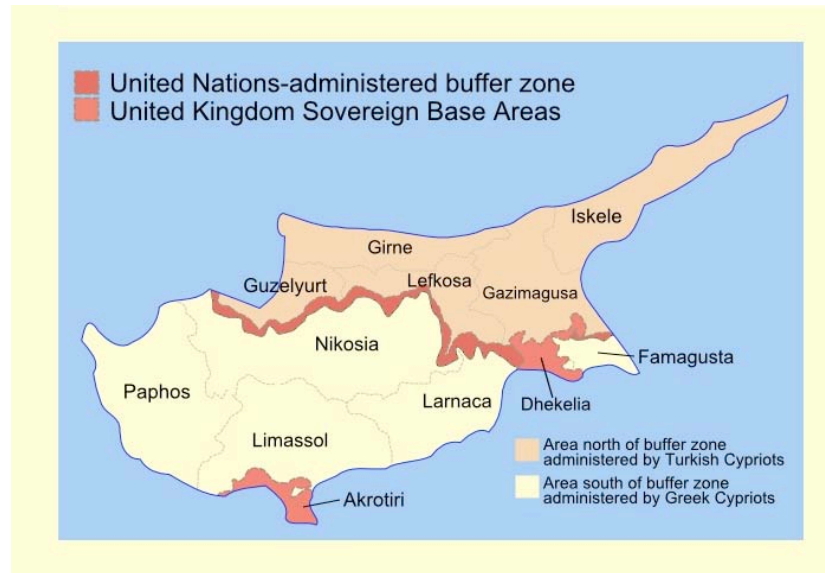 United Nations-administered buffer zone
United Kingdom Sovereign Base Areas
Iskele
Girne
Guzelyurt
Lefkosa
Gazimagusa
Nikosia
Famagusta
Paphos
Larnaca
Dhekelia
Limassol
Area north of buffer zone
administered by Turkish Cypriots
Area south of buffer zone
administered by Greek Cypriots
Akrotiri